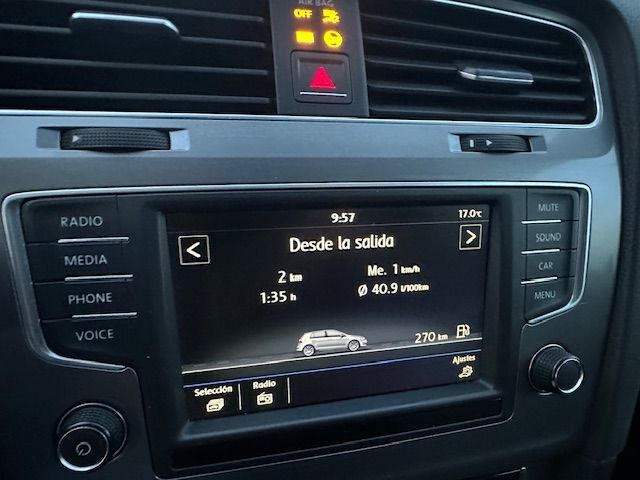 AIR BAG
OFF
9:57
17.0°C
Desde la salida
2 km
Me. 1 km/h
1:35 h
Ø 40.9 l/100km
270 km
Selección
Radio
Ajustes
RADIO
MEDIA
PHONE
VOICE
MUTE
SOUND
CAR
MENU